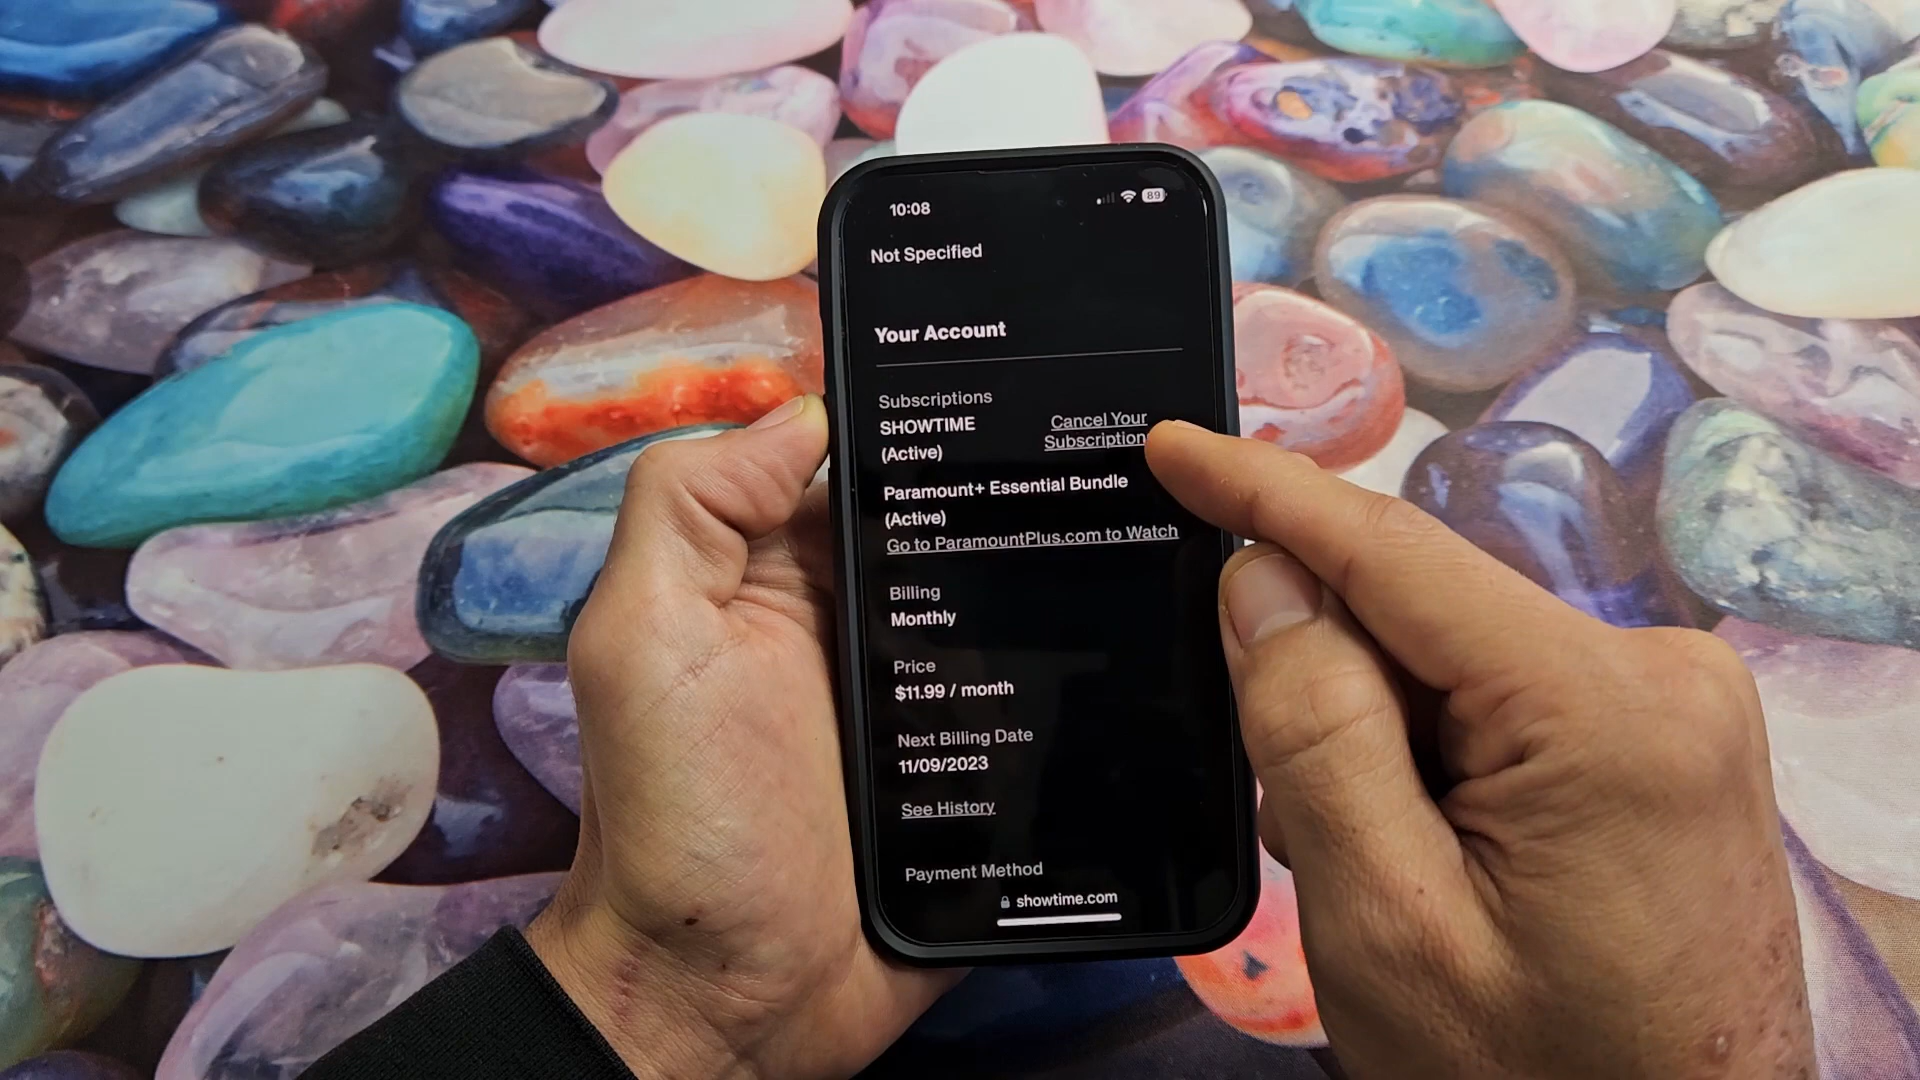 10:08
89
Not Specified
Your Account
Subscriptions
SHOWTIME
(Active)
Cancel Your
Subscription
Paramount+ Essential Bundle
(Active)
Go to ParamountPlus.com to Watch
Billing
Monthly
Price
$11.99 / month
Next Billing Date
11/09/2023
See History
Payment Method
showtime.com